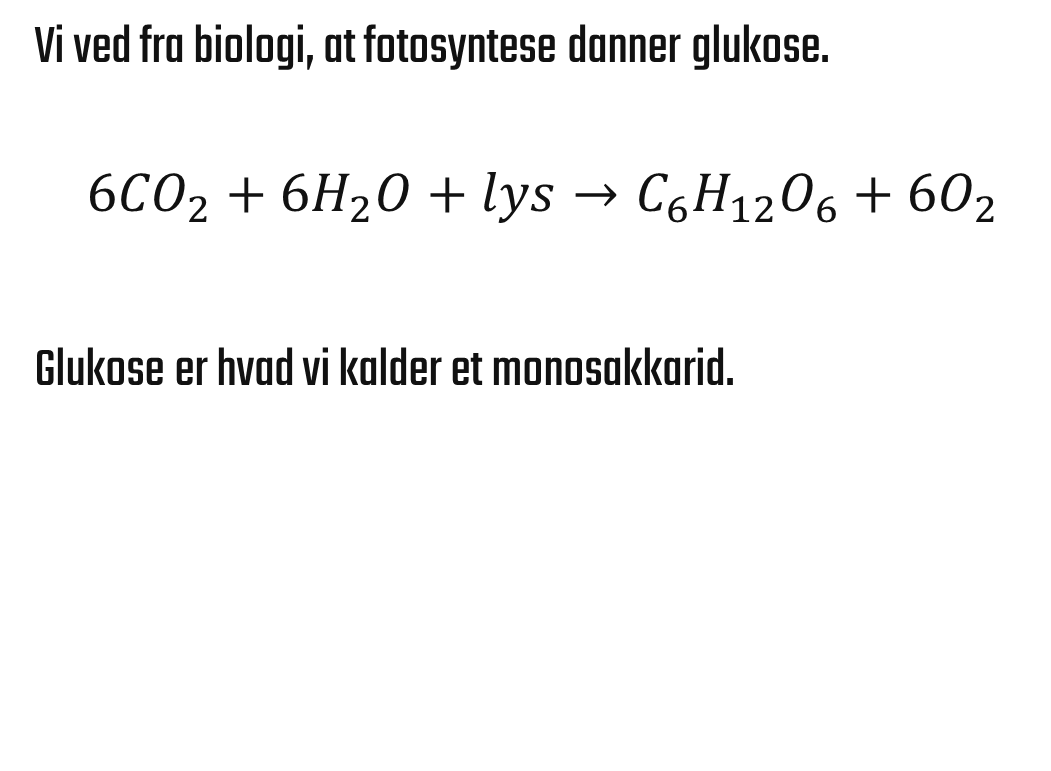 Vi ved fra biologi, at fotosyntese danner glukose.
6CO₂ + 6H₂O + lys → C₆H₁₂O₆ + 6O₂
Glukose er hvad vi kalder et monosakkarid.